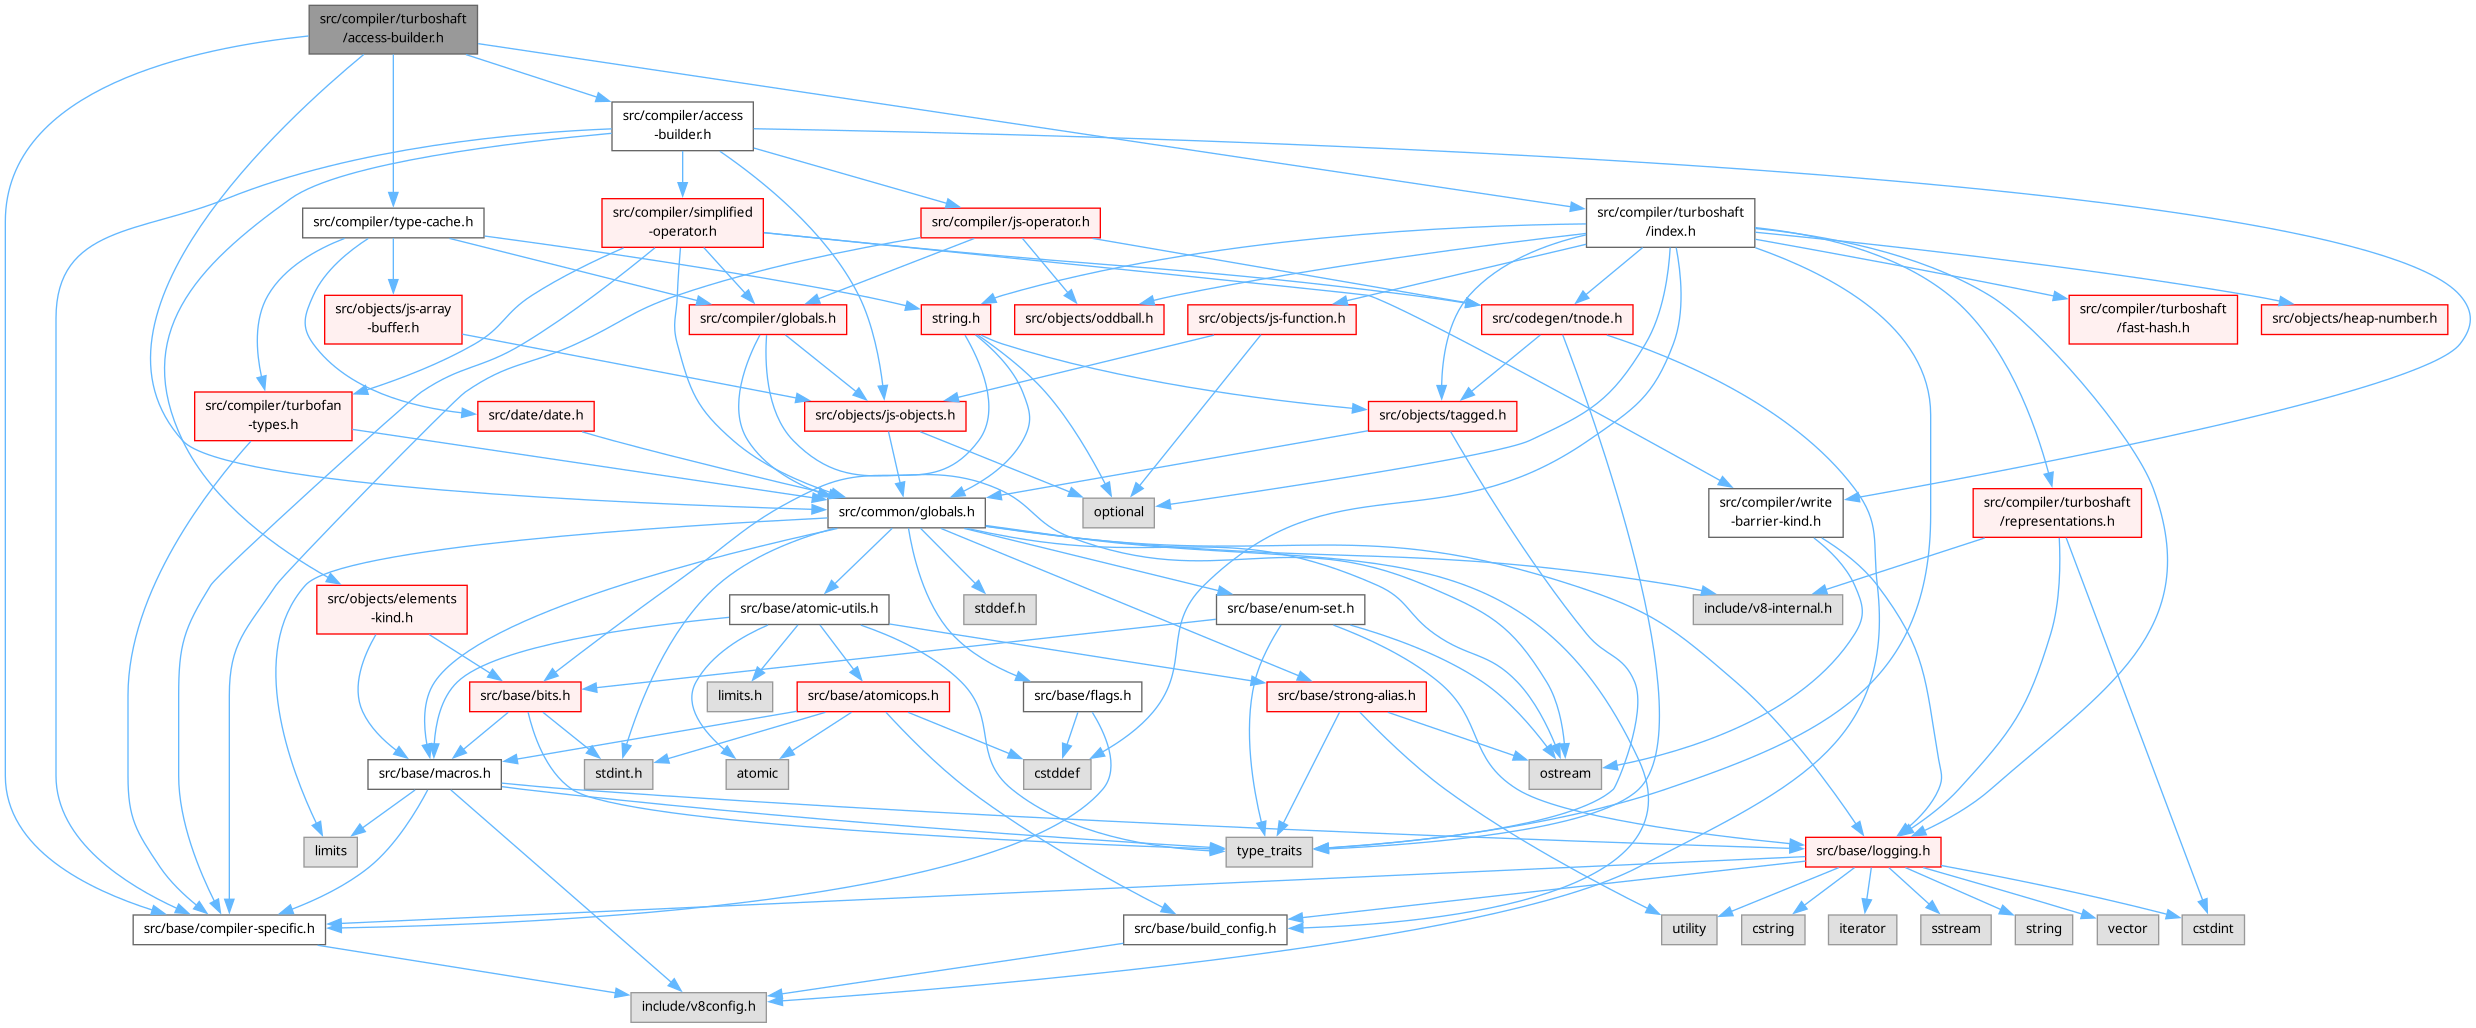 src/compiler/turboshaft
/access-builder.h
src/compiler/access
-builder.h
src/compiler/type-cache.h
src/compiler/simplified
-operator.h
src/compiler/js-operator.h
src/compiler/turboshaft
/index.h
src/objects/js-array
-buffer.h
src/compiler/globals.h
string.h
src/objects/oddball.h
src/objects/js-function.h
src/codegen/tnode.h
src/compiler/turboshaft
/fast-hash.h
src/objects/heap-number.h
src/compiler/turbofan
-types.h
src/date/date.h
src/objects/js-objects.h
src/objects/tagged.h
src/common/globals.h
optional
src/compiler/write
-barrier-kind.h
src/compiler/turboshaft
/representations.h
src/objects/elements
-kind.h
src/base/atomic-utils.h
stddef.h
src/base/enum-set.h
include/v8-internal.h
src/base/bits.h
limits.h
src/base/atomicops.h
src/base/flags.h
src/base/strong-alias.h
src/base/macros.h
stdint.h
atomic
cstddef
ostream
limits
type_traits
src/base/logging.h
src/base/compiler-specific.h
src/base/build_config.h
utility
cstring
iterator
sstream
string
vector
cstdint
include/v8config.h